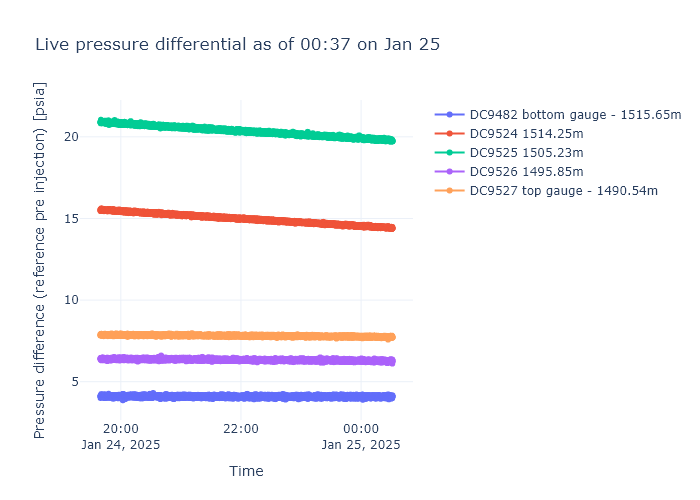 Live pressure differential as of 00:37 on Jan 25
Pressure difference (reference pre injection) [psia]
20
15
10
5
20:00
Jan 24, 2025
22:00
00:00
Jan 25, 2025
Time
DC9482 bottom gauge - 1515.65m
DC9524 1514.25m
DC9525 1505.23m
DC9526 1495.85m
DC9527 top gauge - 1490.54m